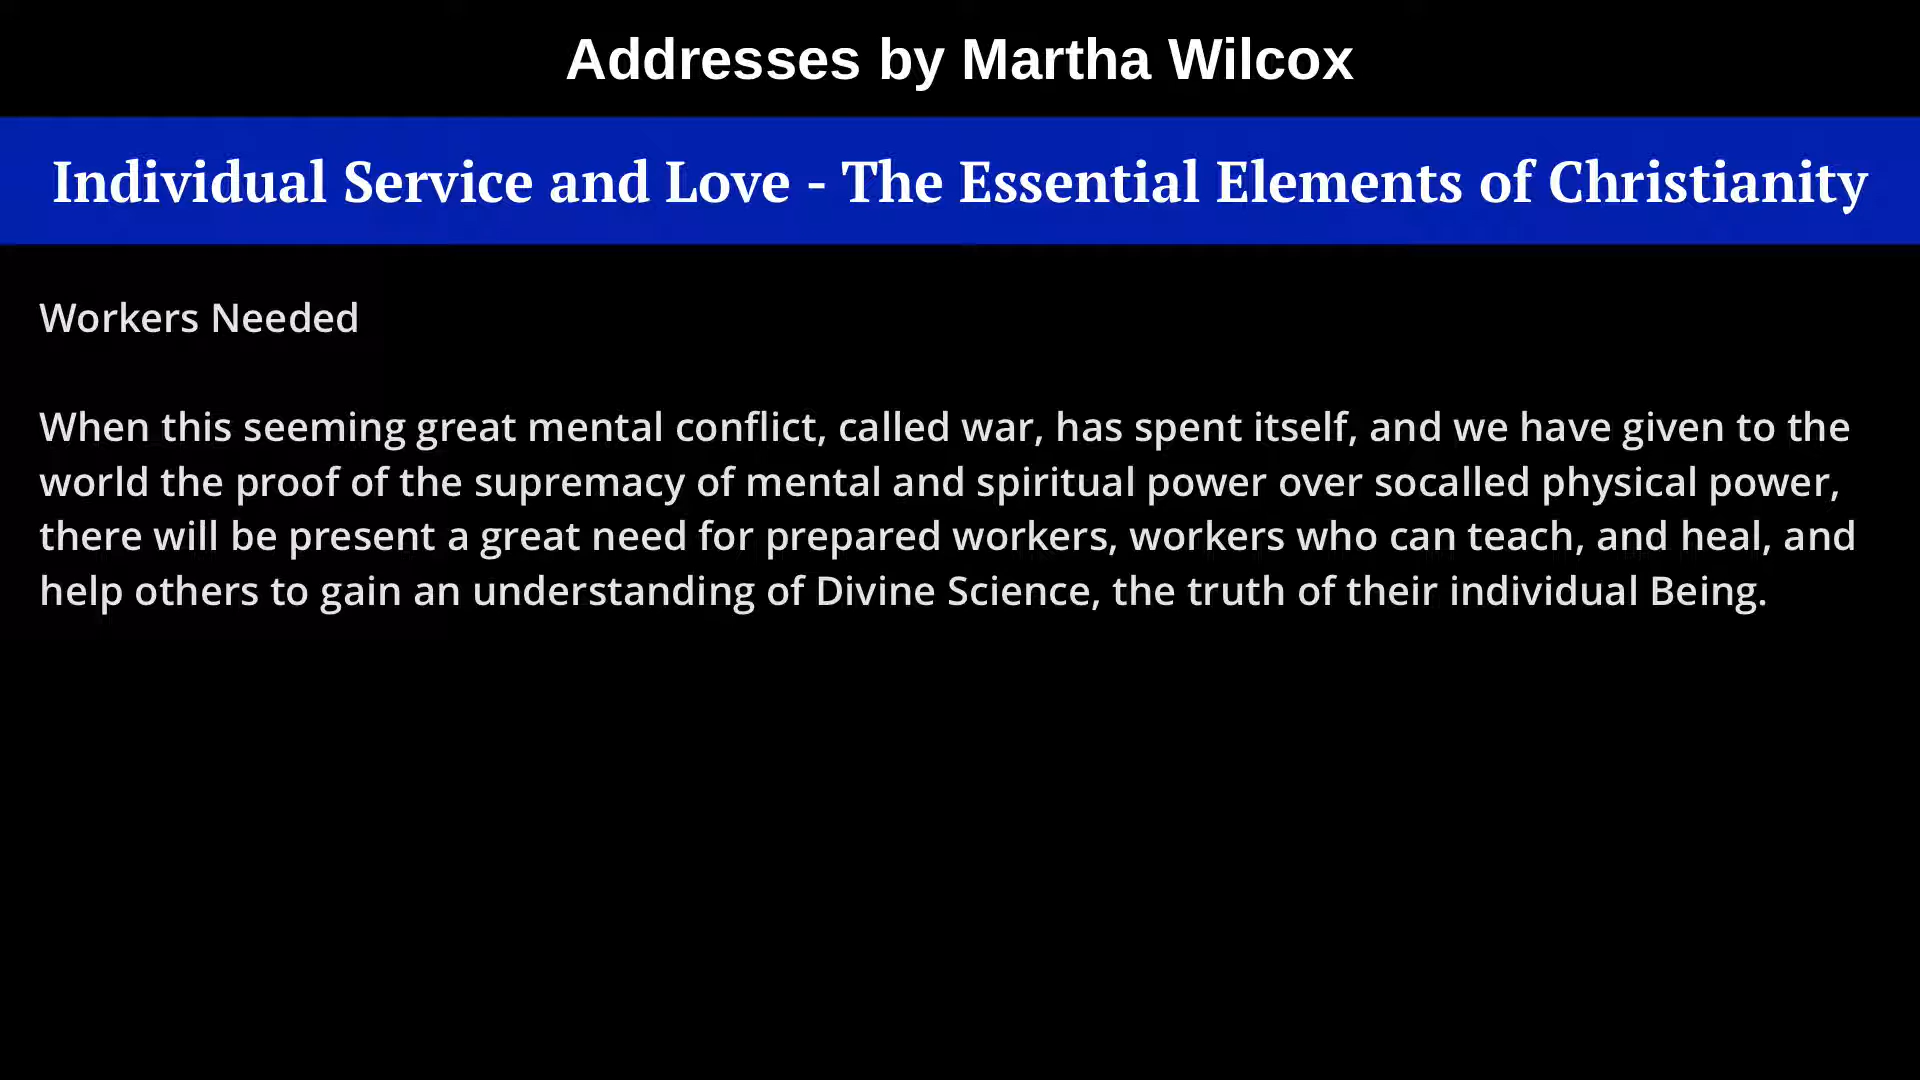 Addresses by Martha Wilcox
Individual Service and Love - The Essential Elements of Christianity
Workers Needed
When this seeming great mental conflict, called war, has spent itself, and we have given to the
world the proof of the supremacy of mental and spiritual power over socalled physical power,
there will be present a great need for prepared workers, workers who can teach, and heal, and
help others to gain an understanding of Divine Science, the truth of their individual Being.